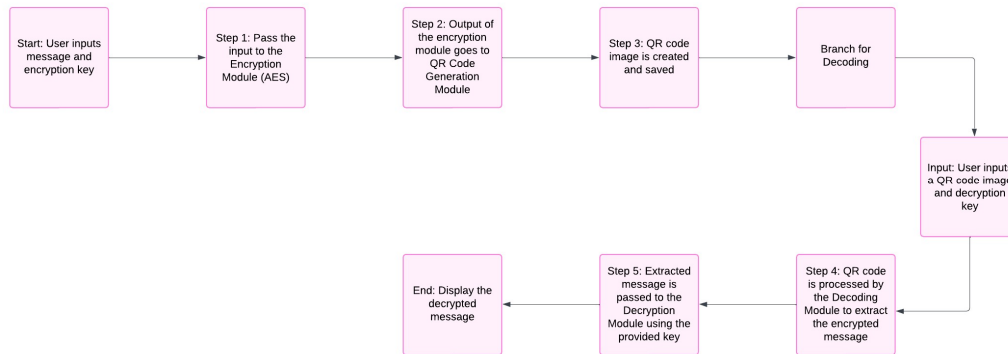 Start: User inputs
message and
encryption key
Step 1: Pass the
input to the
Encryption
Module (AES)
Step 2: Output of
the encryption
module goes to
QR Code
Generation
Module
Step 3: QR code
image is created
and saved
Branch for
Decoding
Input: User inputs
a QR code image
and decryption
key
Step 4: QR code
is processed by
the Decoding
Module to extract
the encrypted
message
Step 5: Extracted
message is
passed to the
Decryption
Module using the
provided key
End: Display the
decrypted
message